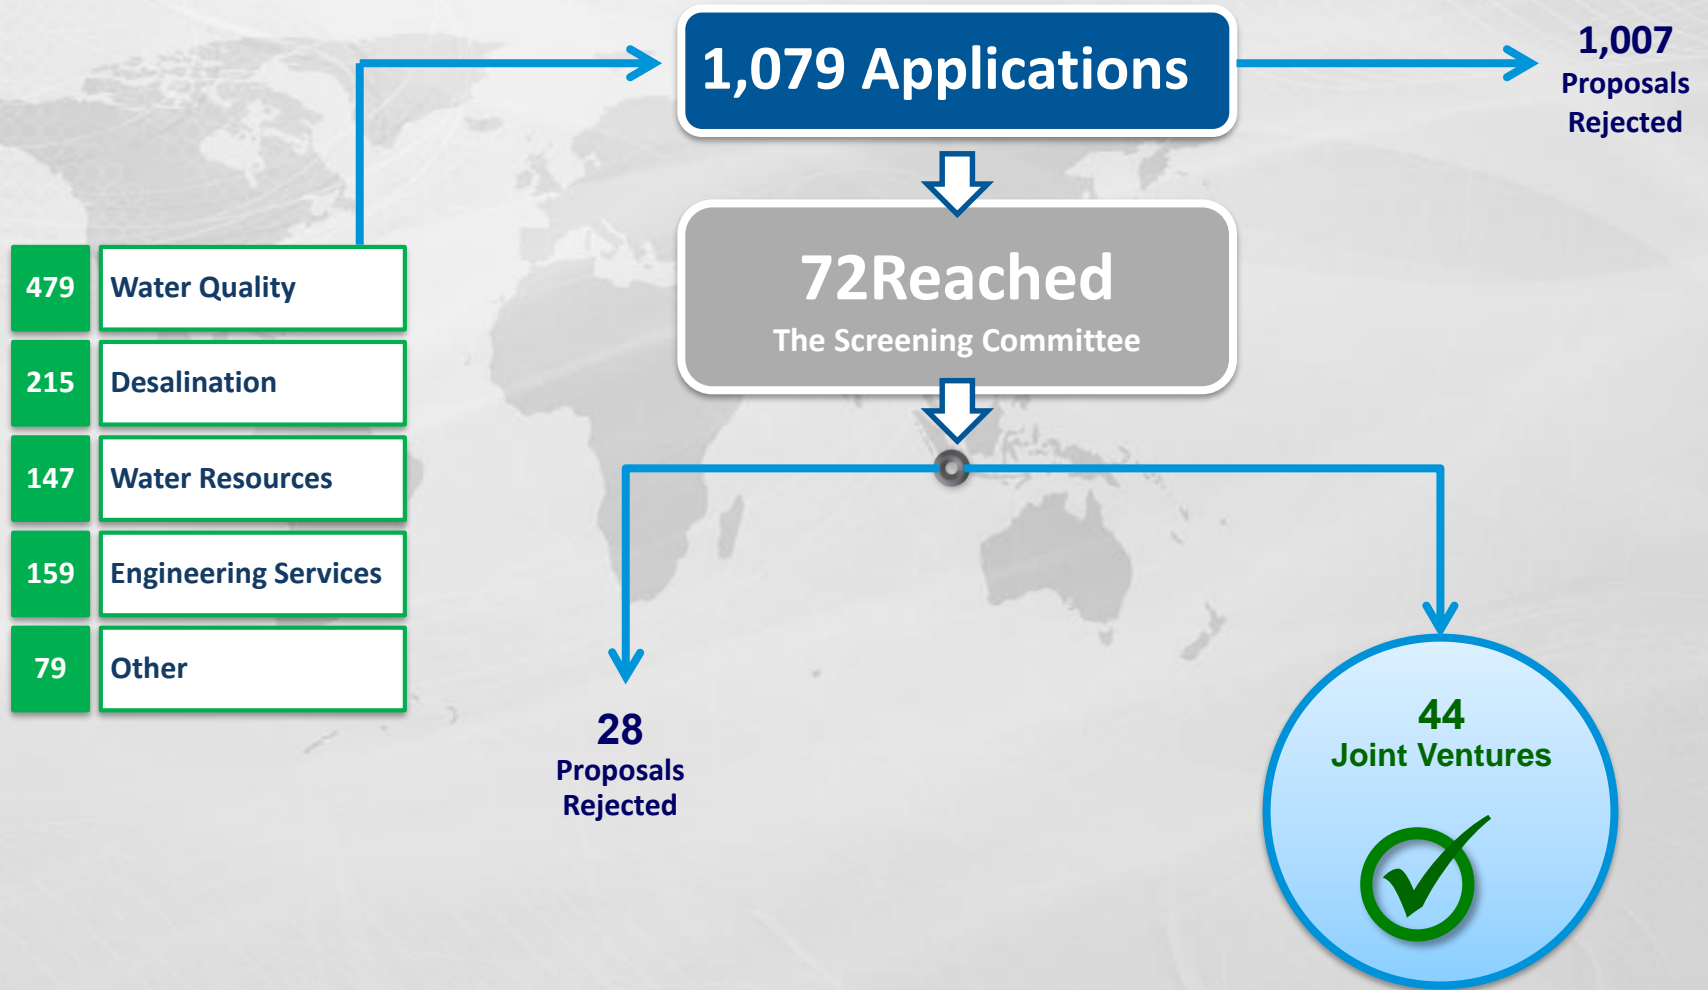 1,079 Applications
1,007
Proposals
Rejected
72Reached
The Screening Committee
479 Water Quality
215 Desalination
147 Water Resources
159 Engineering Services
79 Other
28
Proposals
Rejected
44
Joint Ventures